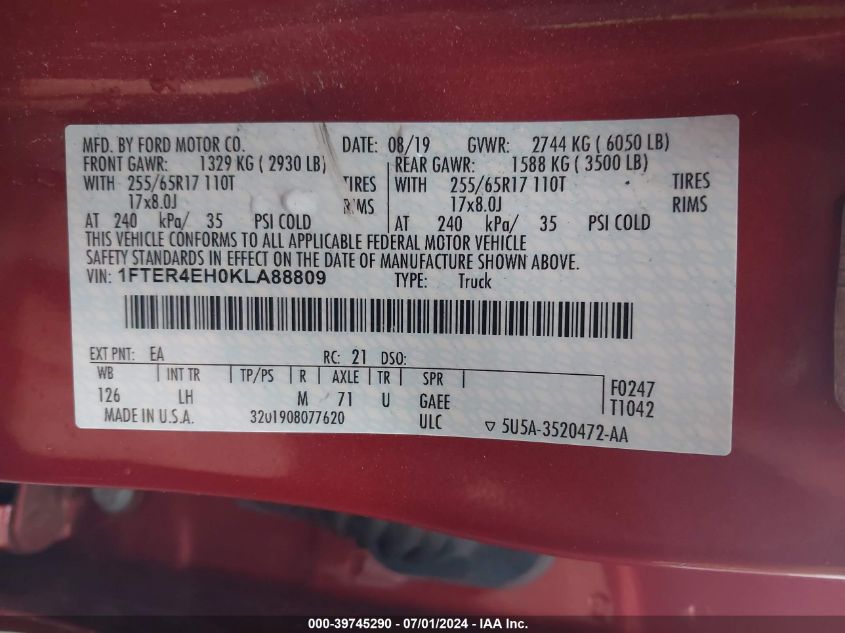 MFD. BY FORD MOTOR CO. DATE: 08/19 GVWR: 2744 KG ( 6050 LB)
FRONT GAWR: 1329 KG ( 2930 LB) REAR GAWR: 1588 KG ( 3500 LB)
WITH 255/65R17 110T TIRES WITH 255/65R17 110T TIRES
17x8.0J RIMS 17x8.0J RIMS
AT 240 kPa/ 35 PSI COLD AT 240 kPa/ 35 PSI COLD
THIS VEHICLE CONFORMS TO ALL APPLICABLE FEDERAL MOTOR VEHICLE
SAFETY STANDARDS IN EFFECT ON THE DATE OF MANUFACTURE SHOWN ABOVE.
VIN: 1FTER4EH0KLA88809 TYPE: Truck
EXT PNT: EA RC: 21 DSO:
WB INT TR TP/PS R AXLE TR SPR
126 LH M 71 U GAEE
F0247
T1042
MADE IN U.S.A. 3201908077620 ULC ▽ 5U5A-3520472-AA
000-39745290 - 07/01/2024 - IAA Inc.